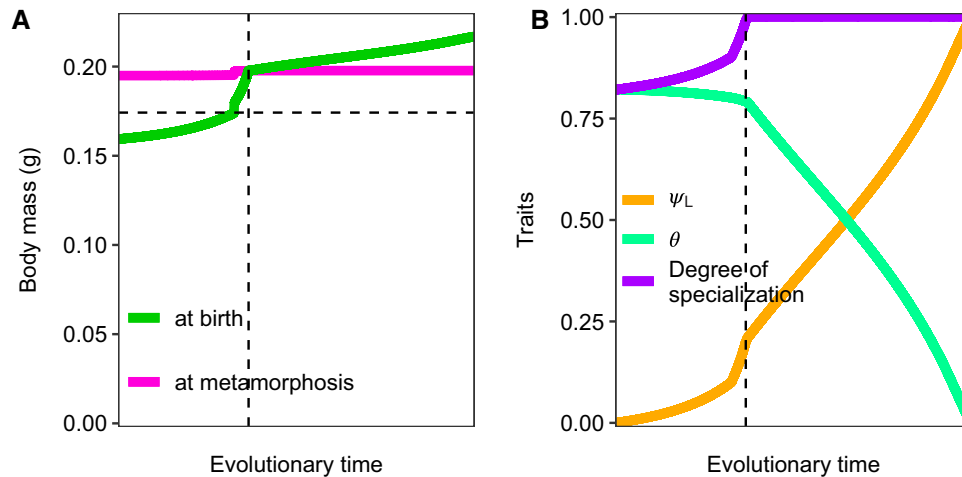 A
Body mass (g)
0.20
0.15
0.10
0.05
0.00
at birth
at metamorphosis
Evolutionary time
B
Traits
1.00
0.75
0.50
0.25
0.00
ψL
θ
Degree of
specialization
Evolutionary time